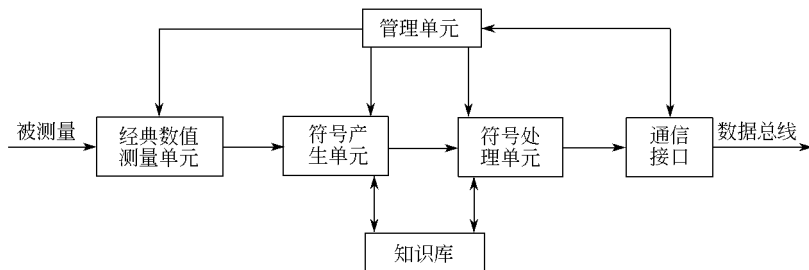 管理单元
被测量
经典数值
测量单元
符号产
生单元
符号处
理单元
通信
接口
数据总线
知识库